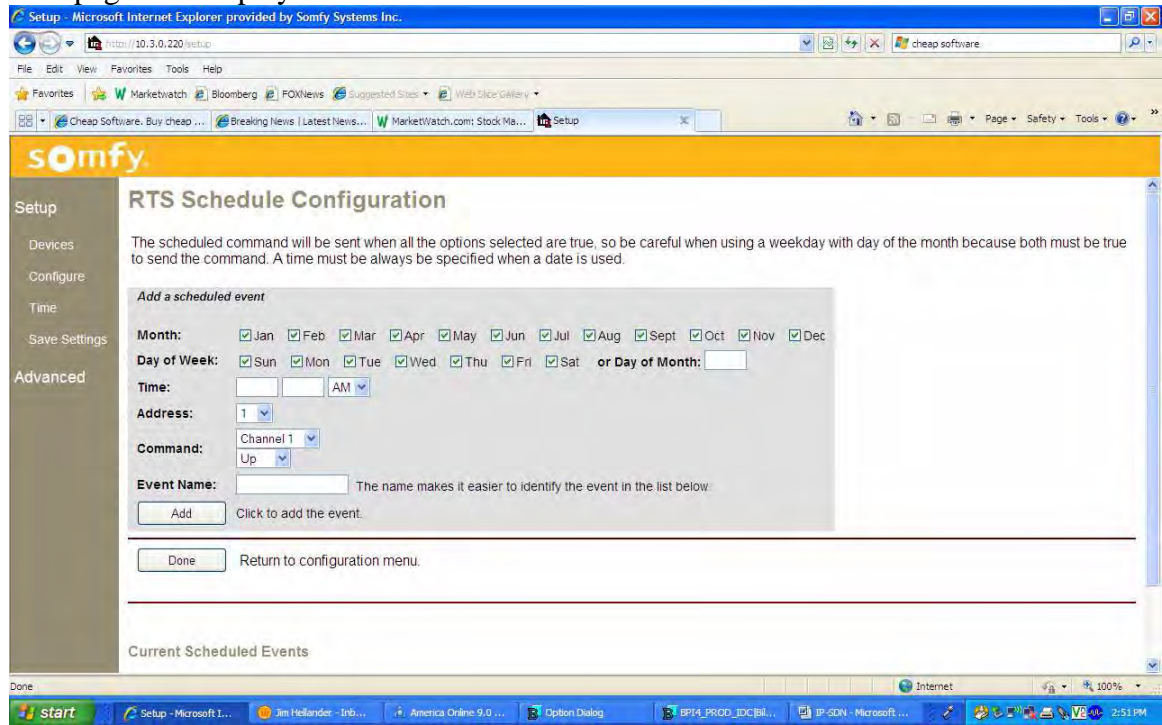 Setup - Microsoft Internet Explorer provided by Somfy Systems Inc.
http://10.3.0.220/setup
cheap software
File Edit View Favorites Tools Help
Favorites Marketwatch Bloomberg FOXNews Suggested Sites Web Slice Gallery
Cheap Software. Buy cheap ... Breaking News | Latest News... MarketWatch.com: Stock Ma... Setup Page Safety Tools
somfy.
Setup
Devices
Configure
Time
Save Settings
Advanced
RTS Schedule Configuration
The scheduled command will be sent when all the options selected are true, so be careful when using a weekday with day of the month because both must be true
to send the command. A time must be always be specified when a date is used.
Add a scheduled event
Month: Jan Feb Mar Apr May Jun Jul Aug Sept Oct Nov Dec
Day of Week: Sun Mon Tue Wed Thu Fri Sat or Day of Month:
Time: AM
Address: 1
Command: Channel 1
Up
Event Name: The name makes it easier to identify the event in the list below.
Add Click to add the event.
Done Return to configuration menu.
Current Scheduled Events
Done Internet 100%
start Setup - Microsoft I... Jim Hellander - Inb... America Online 9.0 ... Option Dialog BPI4_PROD_IDC|Bil... IP-SDN - Microsoft ... 2:51 PM